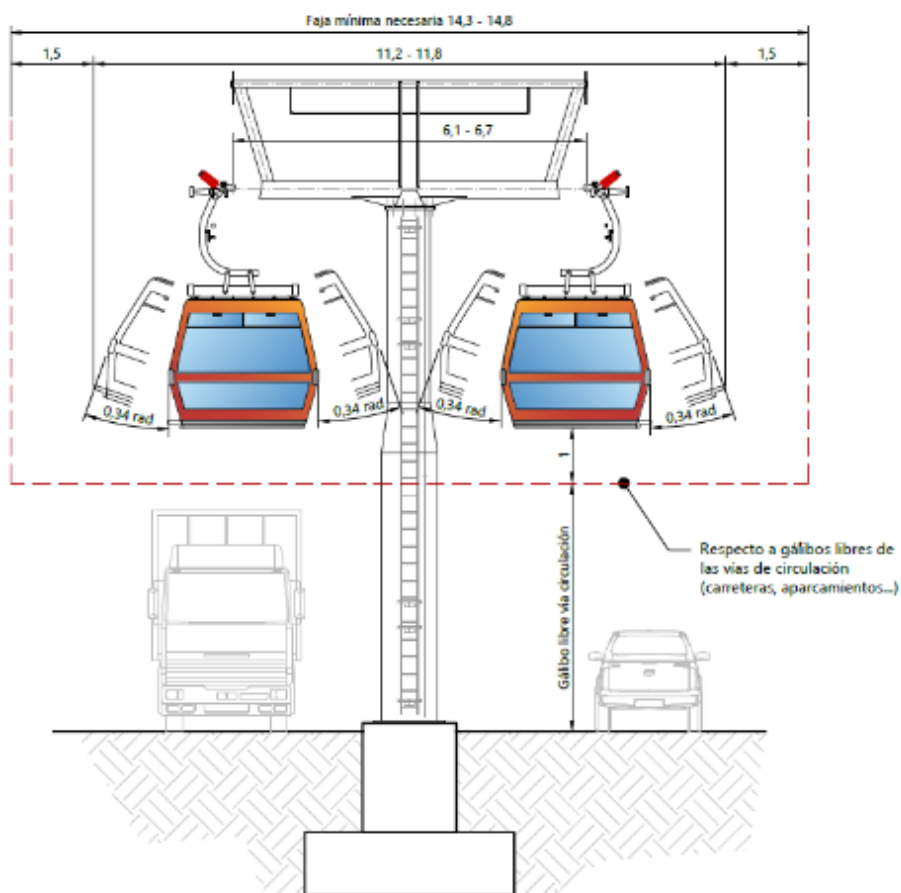 Faja mínima necesaria 14,3 - 14,8
1,5
11,2 - 11,8
1,5
6,1 - 6,7
0,34 rad
0,34 rad
0,34 rad
0,34 rad
1
Gálibo libre vía circulación
Respecto a gálibos libres de
las vías de circulación
(carreteras, aparcamientos...)